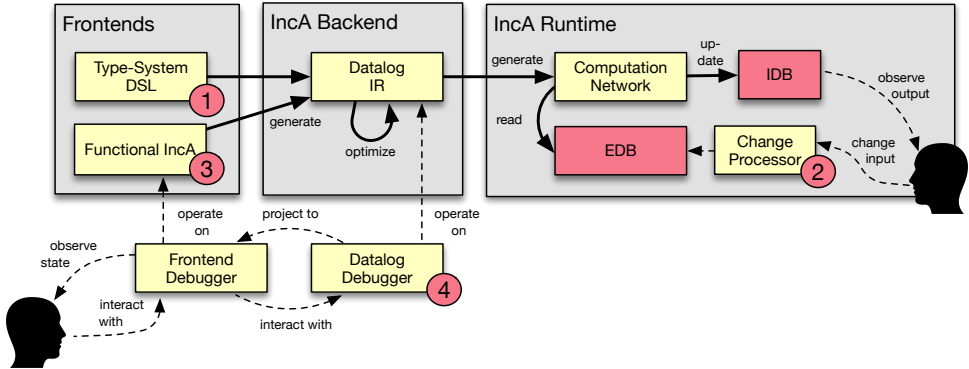 Frontends
IncA Backend
IncA Runtime
Type-System
DSL
1
Functional IncA
3
generate
Datalog
IR
optimize
generate
Computation
Network
up-
date
IDB
read
EDB
Change
Processor
2
observe
output
change
input
operate
on
project to
operate
on
observe
state
Frontend
Debugger
Datalog
Debugger
4
interact
with
interact with